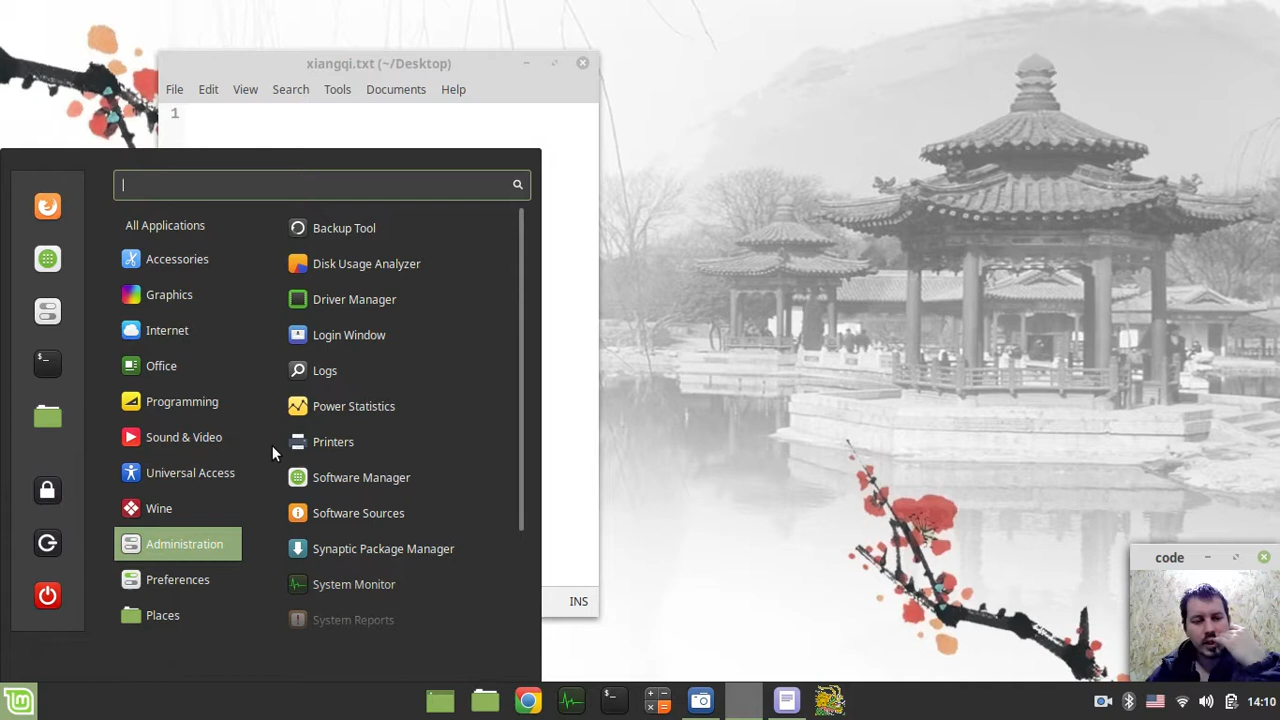 xiangqi.txt (~/Desktop)
File Edit View Search Tools Documents Help
1
All Applications
Accessories
Graphics
Internet
Office
Programming
Sound & Video
Universal Access
Wine
Administration
Preferences
Places
Backup Tool
Disk Usage Analyzer
Driver Manager
Login Window
Logs
Power Statistics
Printers
Software Manager
Software Sources
Synaptic Package Manager
System Monitor
System Reports
INS
code
14:10